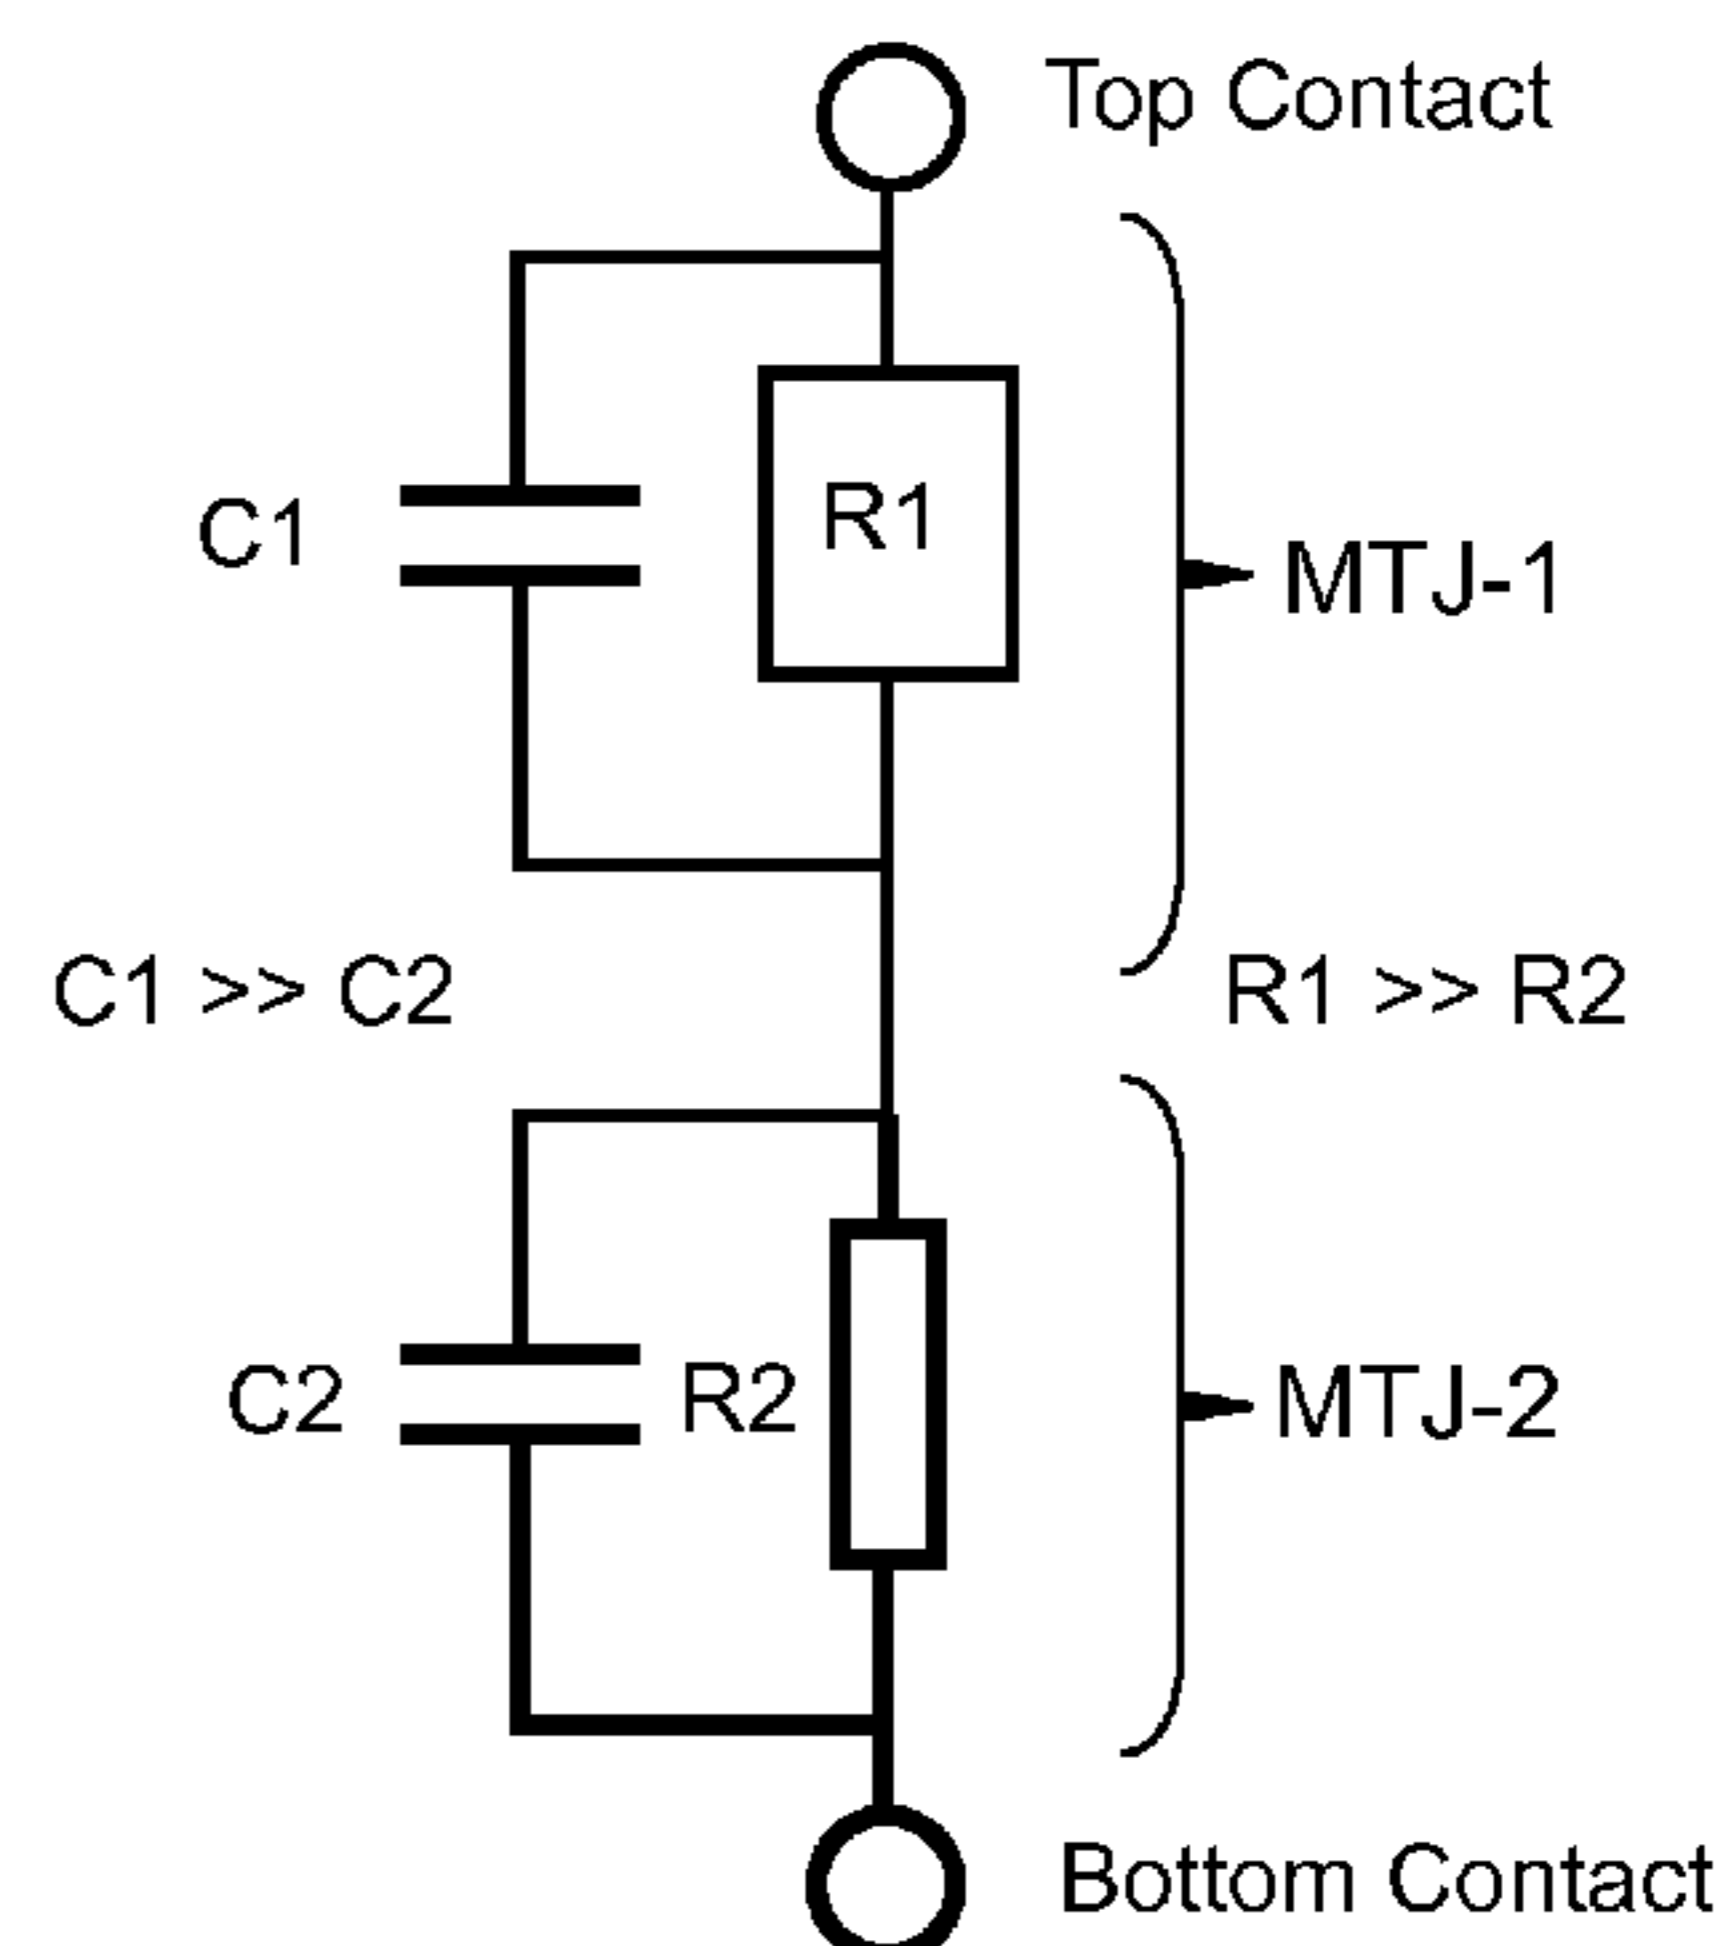 Top Contact
C1
R1
MTJ-1
C1 >> C2
R1 >> R2
C2
R2
MTJ-2
Bottom Contact